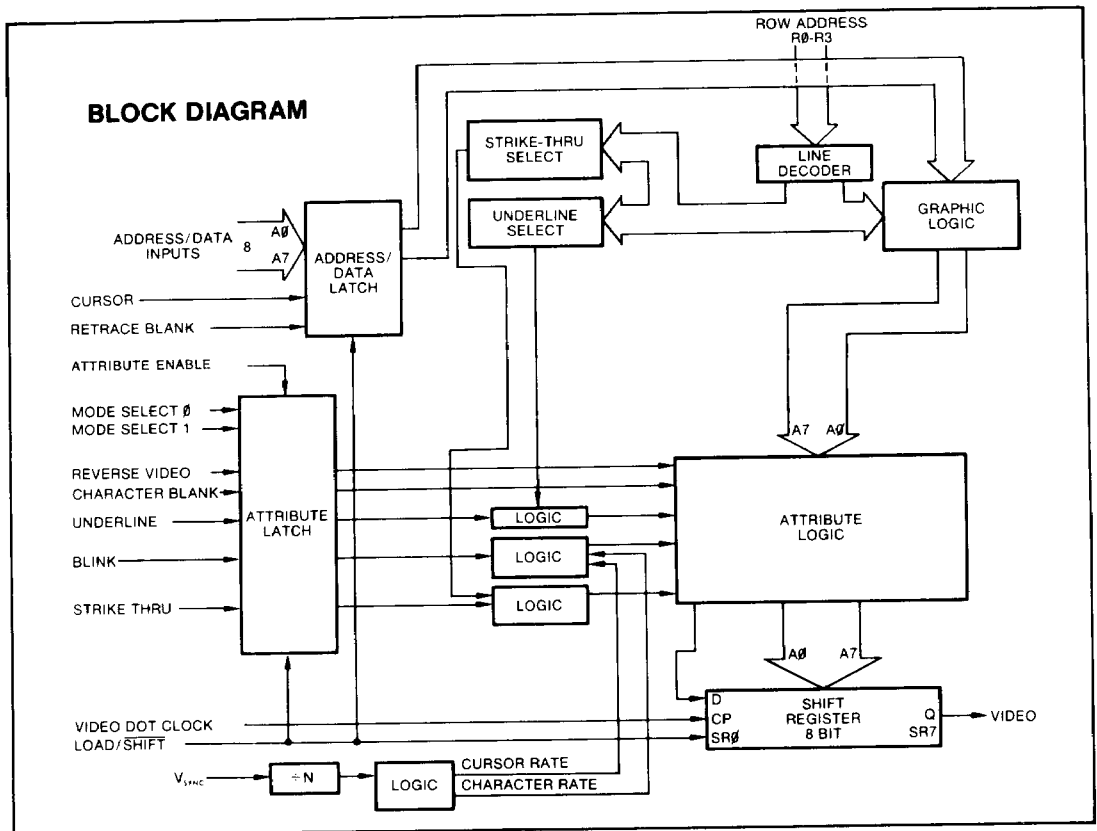 ROW ADDRESS
RØ-R3
BLOCK DIAGRAM
STRIKE-THRU
SELECT
LINE
DECODER
UNDERLINE
SELECT
GRAPHIC
LOGIC
ADDRESS/DATA
INPUTS
8
AØ
A7
ADDRESS/
DATA
LATCH
CURSOR
RETRACE BLANK
ATTRIBUTE ENABLE
MODE SELECT Ø
MODE SELECT 1
REVERSE VIDEO
CHARACTER BLANK
UNDERLINE
BLINK
STRIKE THRU
ATTRIBUTE
LATCH
LOGIC
LOGIC
LOGIC
A7 AØ
ATTRIBUTE
LOGIC
AØ A7
D
CP
SRØ
SHIFT
REGISTER
8 BIT
Q
SR7
VIDEO
VIDEO DOT CLOCK
LOAD/SHIFT
VSYNC
÷N
LOGIC
CURSOR RATE
CHARACTER RATE